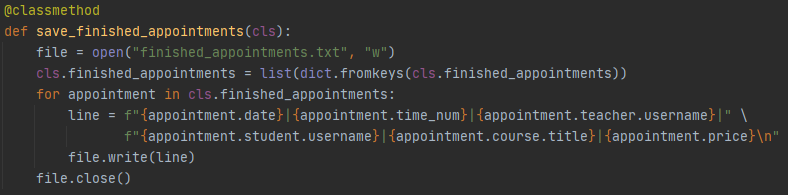 @classmethod
def save_finished_appointments(cls):
    file = open("finished_appointments.txt", "w")
    cls.finished_appointments = list(dict.fromkeys(cls.finished_appointments))
    for appointment in cls.finished_appointments:
        line = f"{appointment.date}|{appointment.time_num}|{appointment.teacher.username}|" \
               f"{appointment.student.username}|{appointment.course.title}|{appointment.price}\n"
        file.write(line)
    file.close()